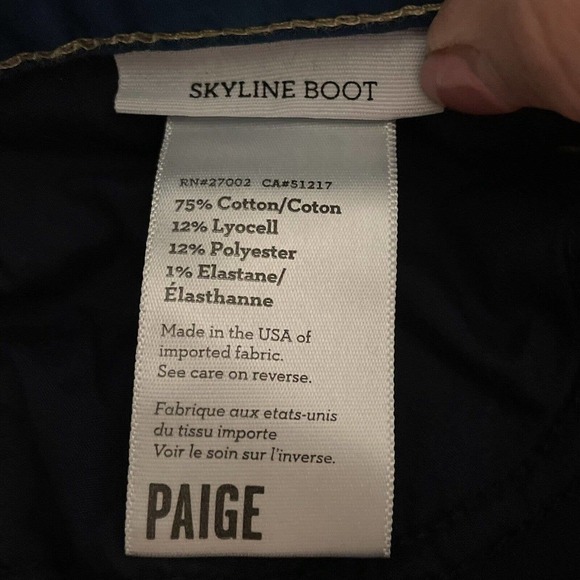 SKYLINE BOOT
RN#27002 CA#51217
75% Cotton/Coton
12% Lyocell
12% Polyester
1% Elastane/
Élasthanne
Made in the USA of
imported fabric.
See care on reverse.
Fabrique aux etats-unis
du tissu importe
Voir le soin sur l'inverse.
PAIGE